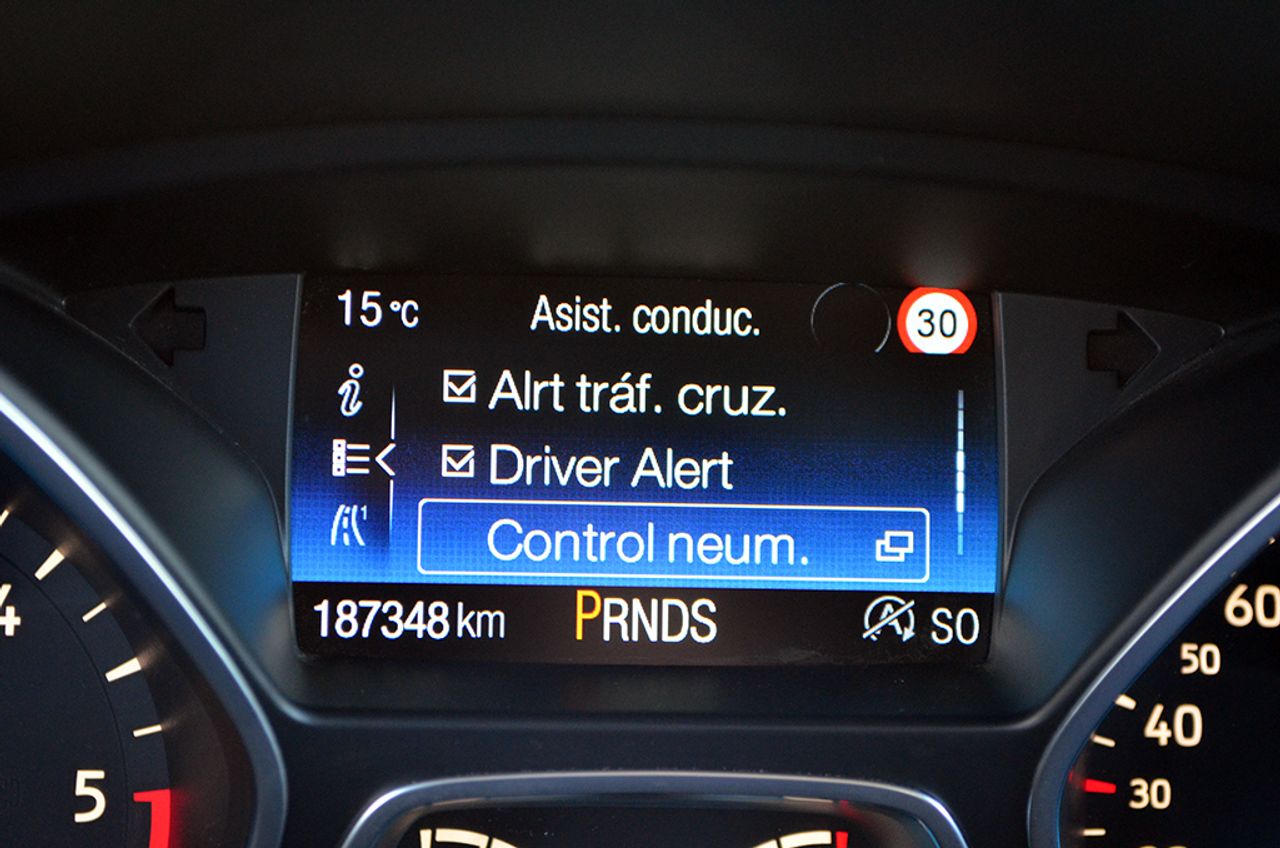 15 °C Asist. conduc. 30
Alrt tráf. cruz.
Driver Alert
1 Control neum.
187348 km PRNDS A SO
4
5
60
50
40
30